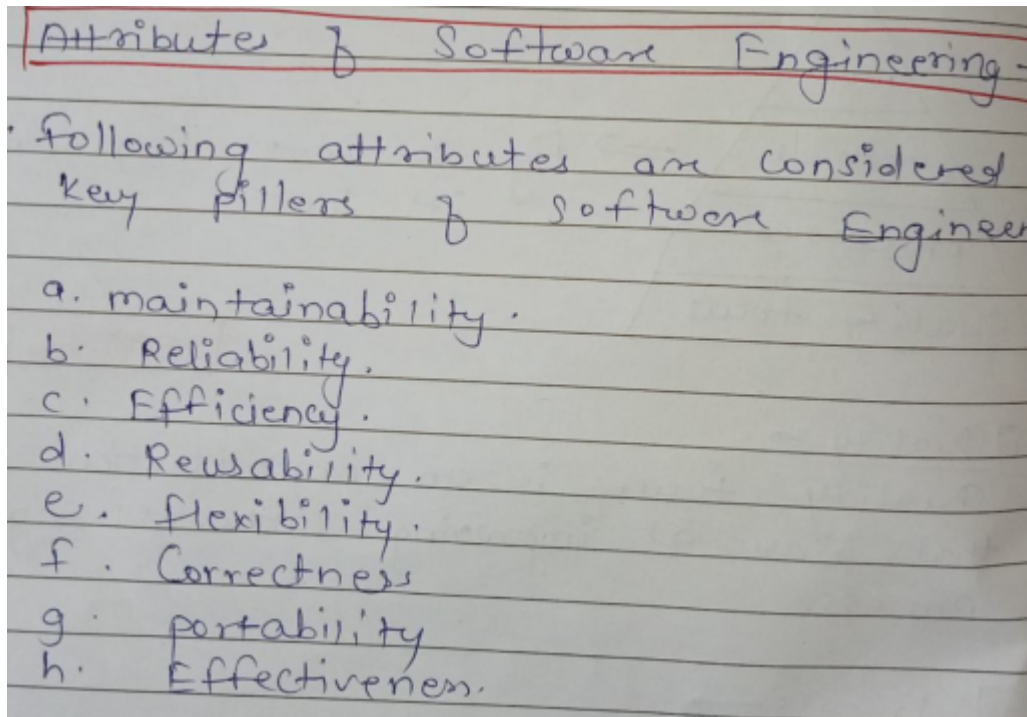 Attributes of Software Engineering-
· Following attributes are considered
Key pillers of Software Engineer
a. maintainability.
b. Reliability.
c. Efficiency.
d. Reusability.
e. flexibility.
f. Correctness
g. portability
h. Effectiveness.